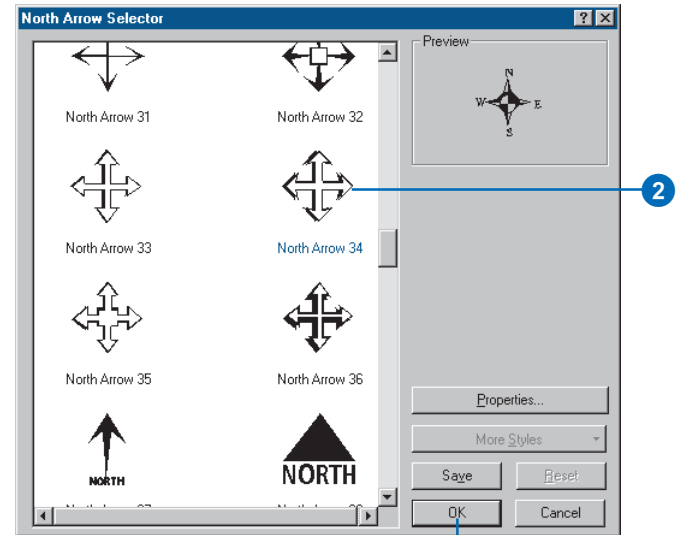 North Arrow Selector
North Arrow 31
North Arrow 32
North Arrow 33
North Arrow 34
North Arrow 35
North Arrow 36
NORTH
NORTH
Preview
N
W E
S
2
Properties...
More Styles
Save Reset
OK Cancel